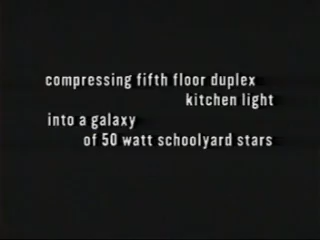 compressing fifth floor duplex
kitchen light
into a galaxy
of 50 watt schoolyard stars